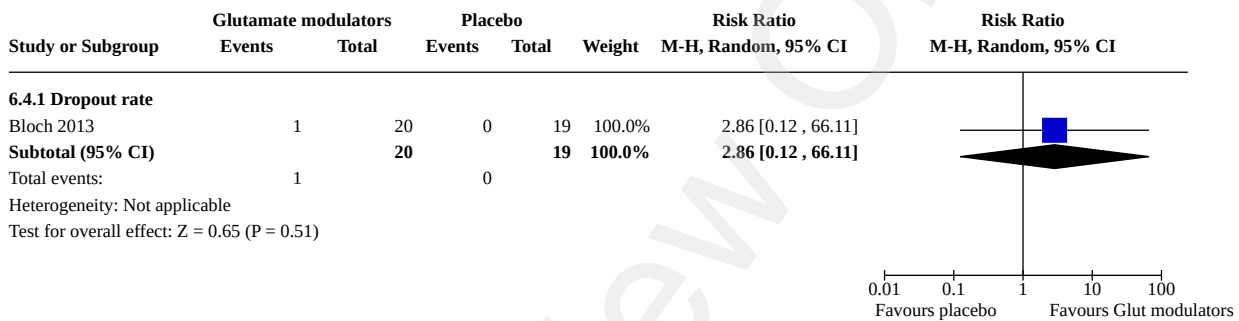 Glutamate modulators Placebo Risk Ratio Risk Ratio
Study or Subgroup Events Total Events Total Weight M-H, Random, 95% CI M-H, Random, 95% CI
6.4.1 Dropout rate
Bloch 2013 1 20 0 19 100.0% 2.86 [0.12 , 66.11]
Subtotal (95% CI) 20 19 100.0% 2.86 [0.12 , 66.11]
Total events: 1 0
Heterogeneity: Not applicable
Test for overall effect: Z = 0.65 (P = 0.51)
0.01 0.1 1 10 100
Favours placebo Favours Glut modulators